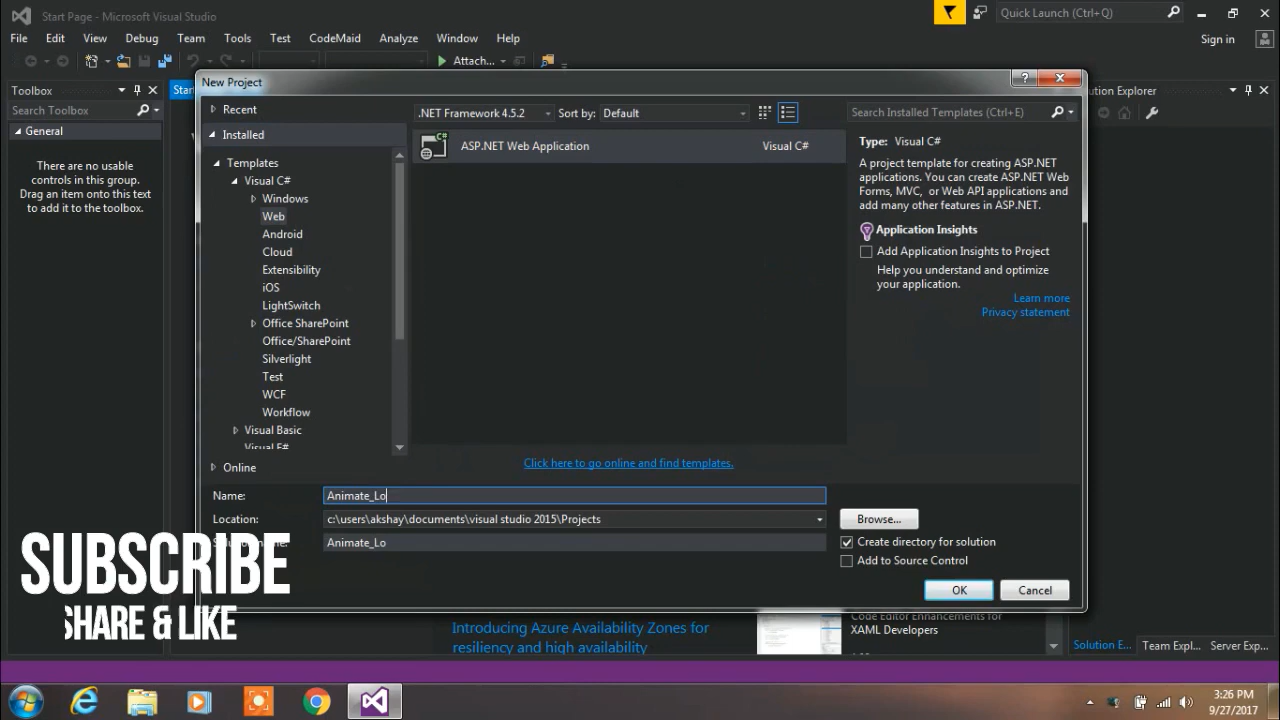 Start Page - Microsoft Visual Studio
Quick Launch (Ctrl+Q)
File Edit View Debug Team Tools Test CodeMaid Analyze Window Help
Sign in
Attach...
Toolbox
Search Toolbox
General
There are no usable
controls in this group.
Drag an item onto this text
to add it to the toolbox.
Start
New Project
?
Recent
Installed
Templates
Visual C#
Windows
Web
Android
Cloud
Extensibility
iOS
LightSwitch
Office SharePoint
Office/SharePoint
Silverlight
Test
WCF
Workflow
Visual Basic
Visual F#
Online
.NET Framework 4.5.2 Sort by: Default
ASP.NET Web Application Visual C#
Click here to go online and find templates.
Search Installed Templates (Ctrl+E)
Type: Visual C#
A project template for creating ASP.NET
applications. You can create ASP.NET Web
Forms, MVC, or Web API applications and
add many other features in ASP.NET.
Application Insights
Add Application Insights to Project
Help you understand and optimize
your application.
Learn more
Privacy statement
Name: Animate_Lo
Location: c:\users\akshay\documents\visual studio 2015\Projects
Browse...
Animate_Lo
Create directory for solution
Add to Source Control
OK Cancel
SUBSCRIBE
SHARE & LIKE
Introducing Azure Availability Zones for
resiliency and high availability
Code Editor Enhancements for
XAML Developers
olution Explorer
Solution E... Team Expl... Server Exp...
3:26 PM
9/27/2017